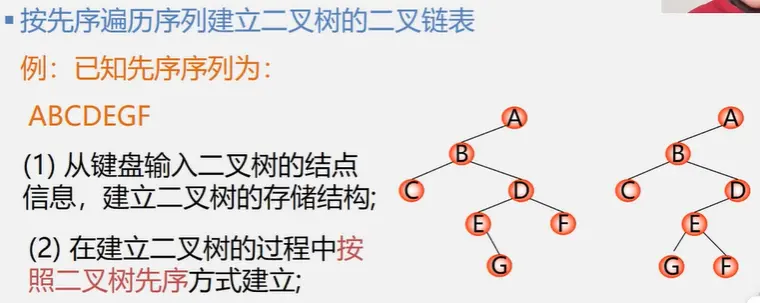 按先序遍历序列建立二叉树的二叉链表
例：已知先序序列为：
ABCDEGF
(1) 从键盘输入二叉树的结点
信息，建立二叉树的存储结构;
(2) 在建立二叉树的过程中按
照二叉树先序方式建立;
A
B
C
D
E
F
G
A
B
C
D
E
G
F